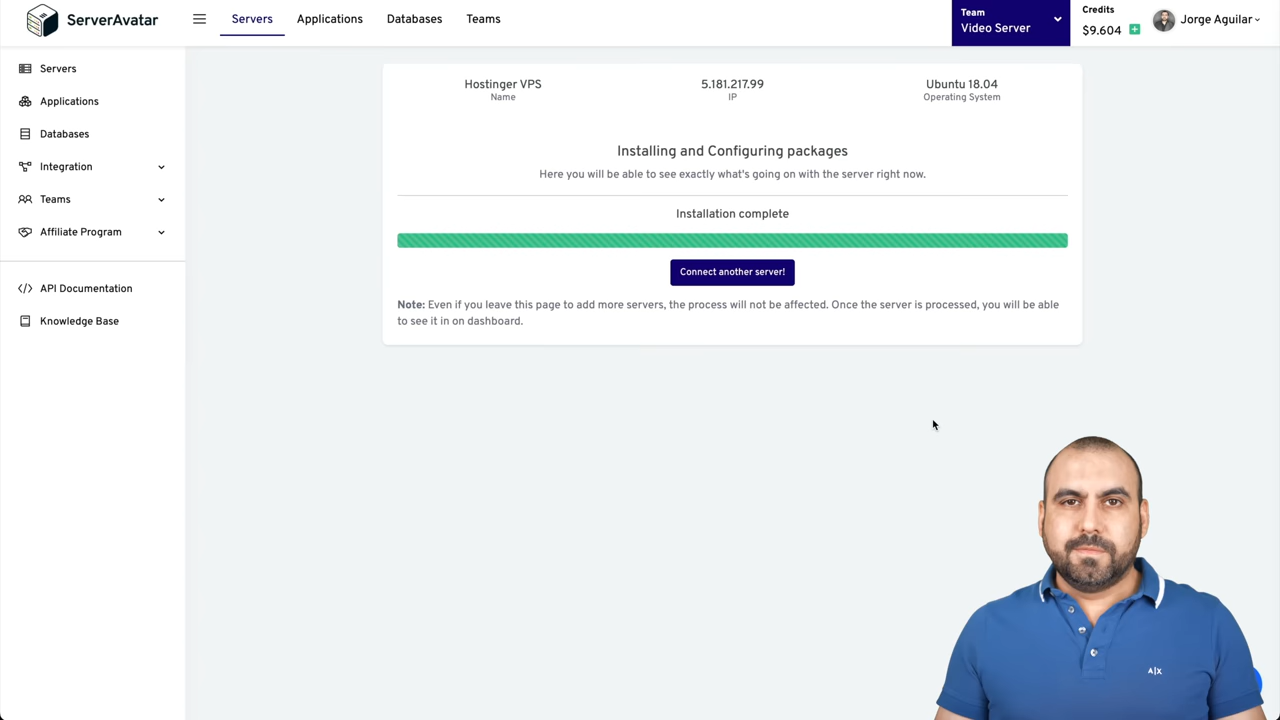 ServerAvatar
Servers
Applications
Databases
Teams
Team
Video Server
Credits
$9.604
Jorge Aguilar
Servers
Applications
Databases
Integration
Teams
Affiliate Program
API Documentation
Knowledge Base
Hostinger VPS
Name
5.181.217.99
IP
Ubuntu 18.04
Operating System
Installing and Configuring packages
Here you will be able to see exactly what's going on with the server right now.
Installation complete
Connect another server!
Note: Even if you leave this page to add more servers, the process will not be affected. Once the server is processed, you will be able
to see it in on dashboard.
A|X